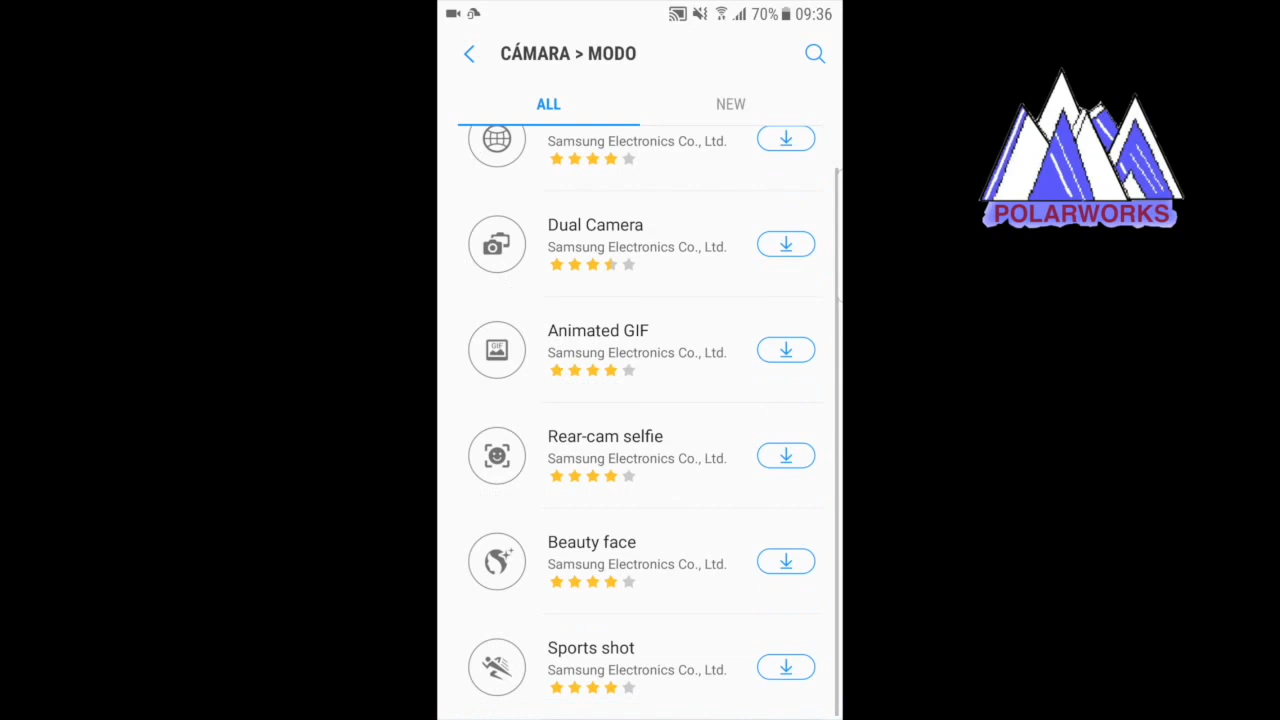 70% 09:36
CÁMARA > MODO
ALL NEW
Samsung Electronics Co., Ltd.
Dual Camera
Samsung Electronics Co., Ltd.
Animated GIF
Samsung Electronics Co., Ltd.
GIF
Rear-cam selfie
Samsung Electronics Co., Ltd.
Beauty face
Samsung Electronics Co., Ltd.
Sports shot
Samsung Electronics Co., Ltd.
POLARWORKS